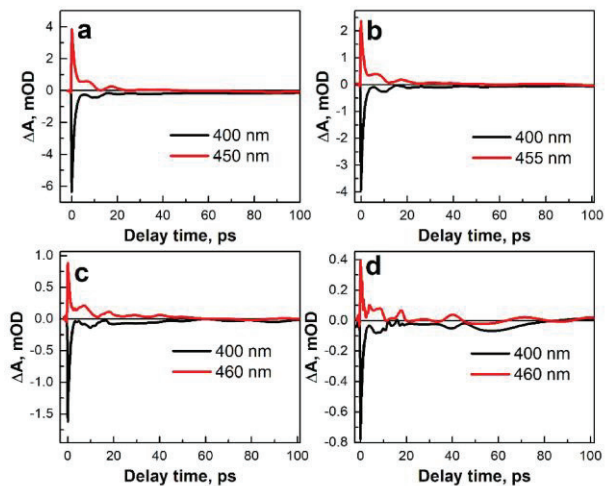 a
ΔA, mOD
4
2
0
-2
-4
-6
400 nm
450 nm
0 20 40 60 80 100
Delay time, ps
b
ΔA, mOD
2
1
0
-1
-2
-3
-4
400 nm
455 nm
0 20 40 60 80 100
Delay time, ps
c
ΔA, mOD
1.0
0.5
0.0
-0.5
-1.0
-1.5
400 nm
460 nm
0 20 40 60 80 100
Delay time, ps
d
ΔA, mOD
0.4
0.2
0.0
-0.2
-0.4
-0.6
-0.8
400 nm
460 nm
0 20 40 60 80 100
Delay time, ps